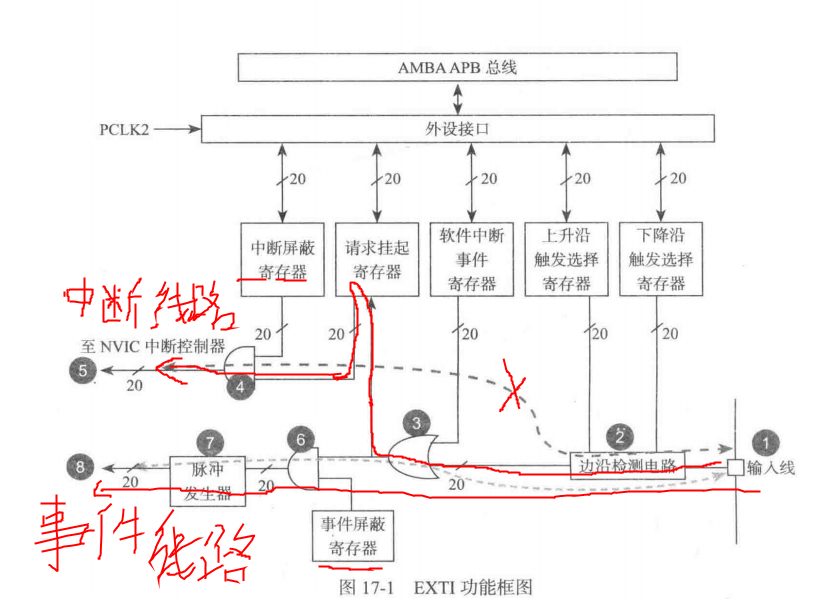 AMBA APB 总线
PCLK2
外设接口
20 20 20 20 20
中断屏蔽
寄存器
请求挂起
寄存器
软件中断
事件
寄存器
上升沿
触发选择
寄存器
下降沿
触发选择
寄存器
中断线路
20 20 20 20 20
至 NVIC 中断控制器
5
20
4
X
3
2
1
6
7
8
脉冲
发生器
20
20
20
边沿检测电路
输入线
事件线路
事件屏蔽
寄存器
图 17-1 EXTI 功能框图